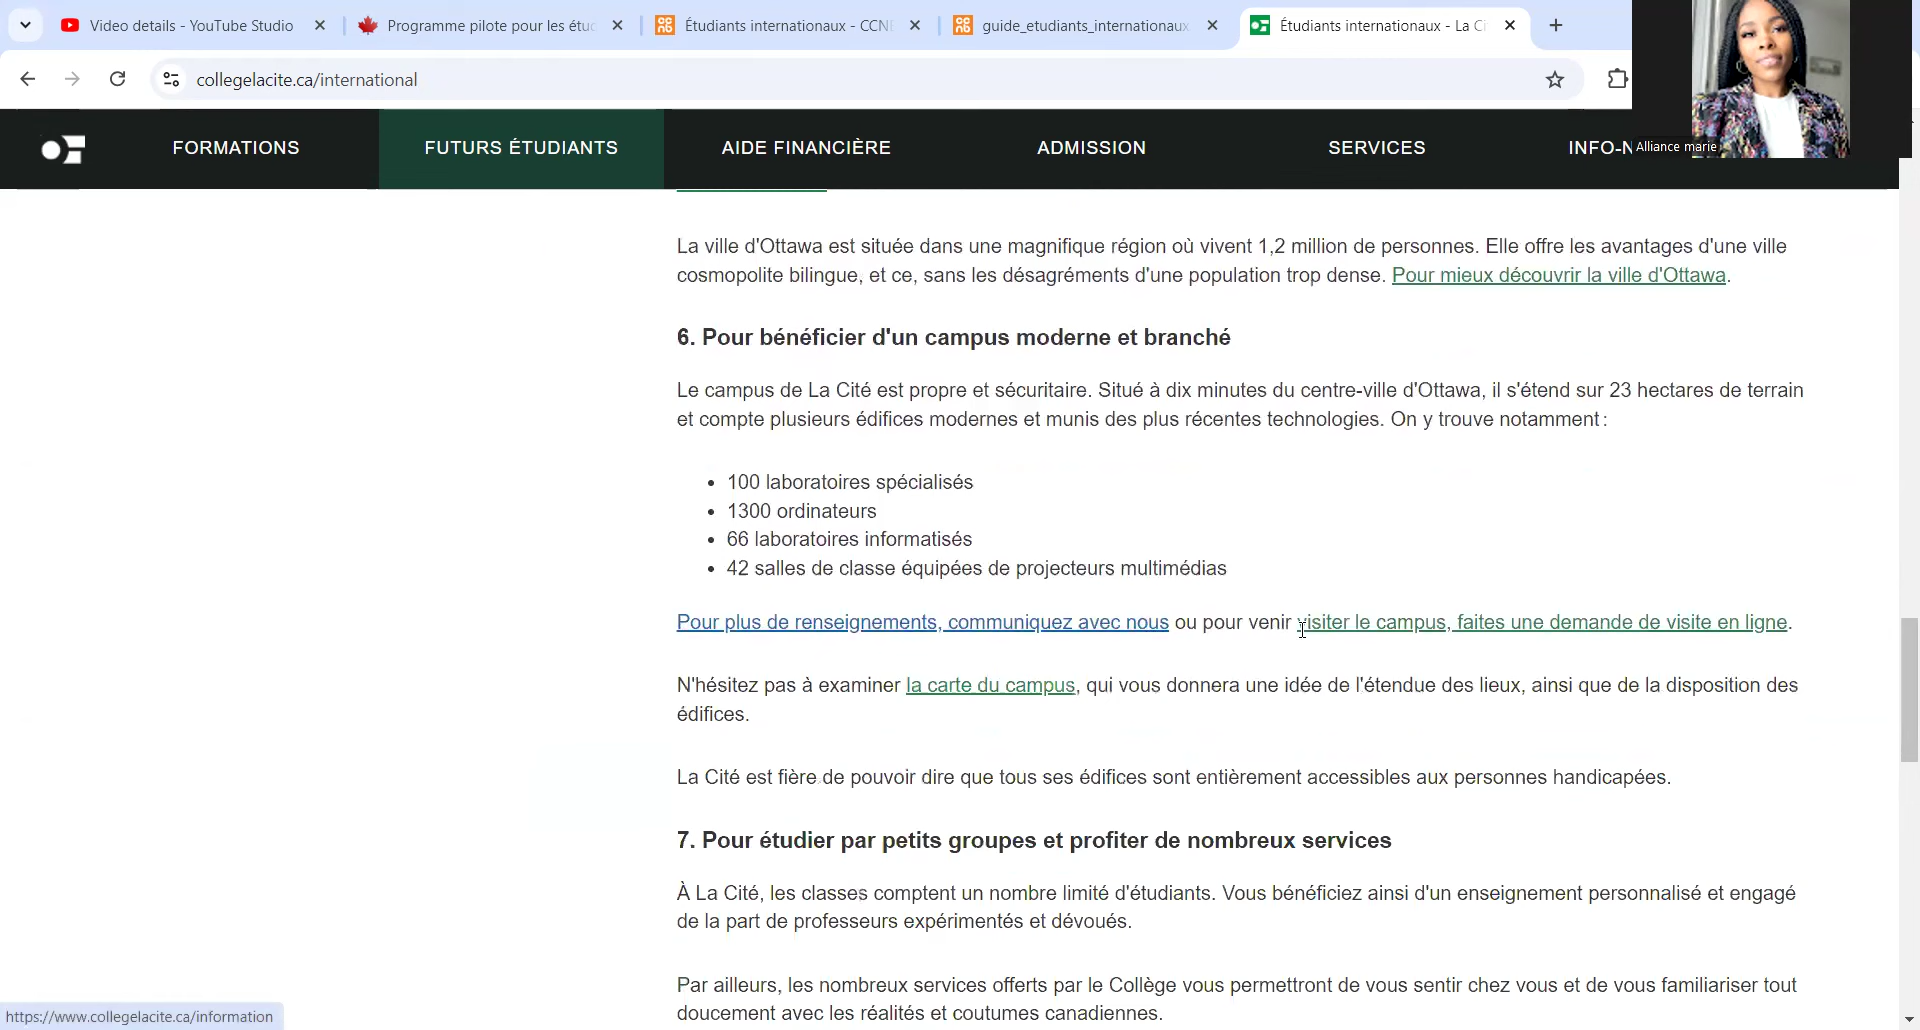 Video details - YouTube Studio
Programme pilote pour les étuc
Étudiants internationaux - CCNB
guide_etudiants_internationaux
Étudiants internationaux - La Ci
collegelacite.ca/international
FORMATIONS
FUTURS ÉTUDIANTS
AIDE FINANCIÈRE
ADMISSION
SERVICES
INFO-N
Alliance marie
La ville d'Ottawa est située dans une magnifique région où vivent 1,2 million de personnes. Elle offre les avantages d'une ville
cosmopolite bilingue, et ce, sans les désagréments d'une population trop dense. Pour mieux découvrir la ville d'Ottawa.
6. Pour bénéficier d'un campus moderne et branché
Le campus de La Cité est propre et sécuritaire. Situé à dix minutes du centre-ville d'Ottawa, il s'étend sur 23 hectares de terrain
et compte plusieurs édifices modernes et munis des plus récentes technologies. On y trouve notamment :
• 100 laboratoires spécialisés
• 1300 ordinateurs
• 66 laboratoires informatisés
• 42 salles de classe équipées de projecteurs multimédias
Pour plus de renseignements, communiquez avec nous ou pour venir visiter le campus, faites une demande de visite en ligne.
N'hésitez pas à examiner la carte du campus, qui vous donnera une idée de l'étendue des lieux, ainsi que de la disposition des
édifices.
La Cité est fière de pouvoir dire que tous ses édifices sont entièrement accessibles aux personnes handicapées.
7. Pour étudier par petits groupes et profiter de nombreux services
À La Cité, les classes comptent un nombre limité d'étudiants. Vous bénéficiez ainsi d'un enseignement personnalisé et engagé
de la part de professeurs expérimentés et dévoués.
Par ailleurs, les nombreux services offerts par le Collège vous permettront de vous sentir chez vous et de vous familiariser tout
doucement avec les réalités et coutumes canadiennes.
https://www.collegelacite.ca/information